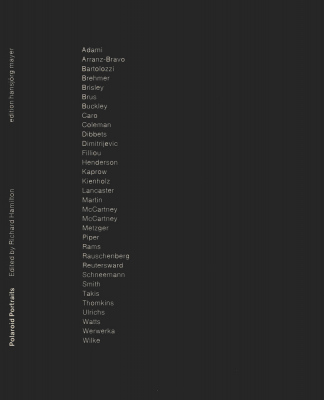 edition hansjörg mayer
Polaroid Portraits Edited by Richard Hamilton
Adami
Arranz-Bravo
Bartolozzi
Brehmer
Brisley
Brus
Buckley
Caro
Coleman
Dibbets
Dimitrijevic
Filliou
Henderson
Kaprow
Kienholz
Lancaster
Martin
McCartney
McCartney
Metzger
Piper
Rams
Rauschenberg
Reutersward
Schneemann
Smith
Takis
Thomkins
Ulrichs
Watts
Werwerka
Wilke